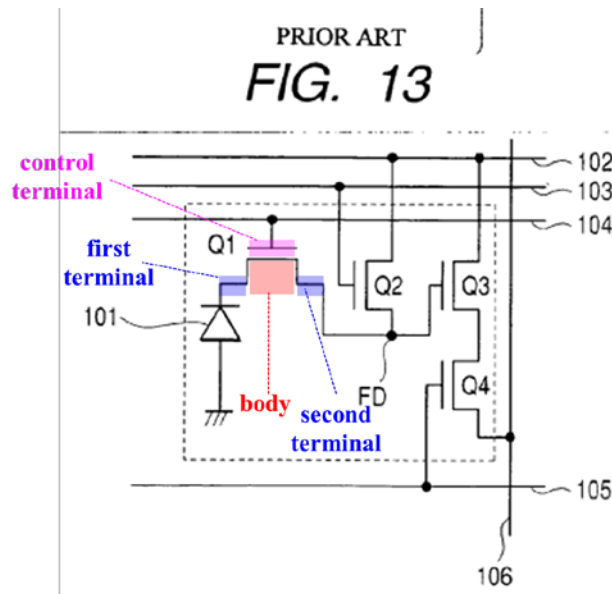 PRIOR ART
FIG. 13
control
terminal
102
103
104
Q1
first
terminal
Q2
Q3
101
FD
Q4
body
second
terminal
105
106